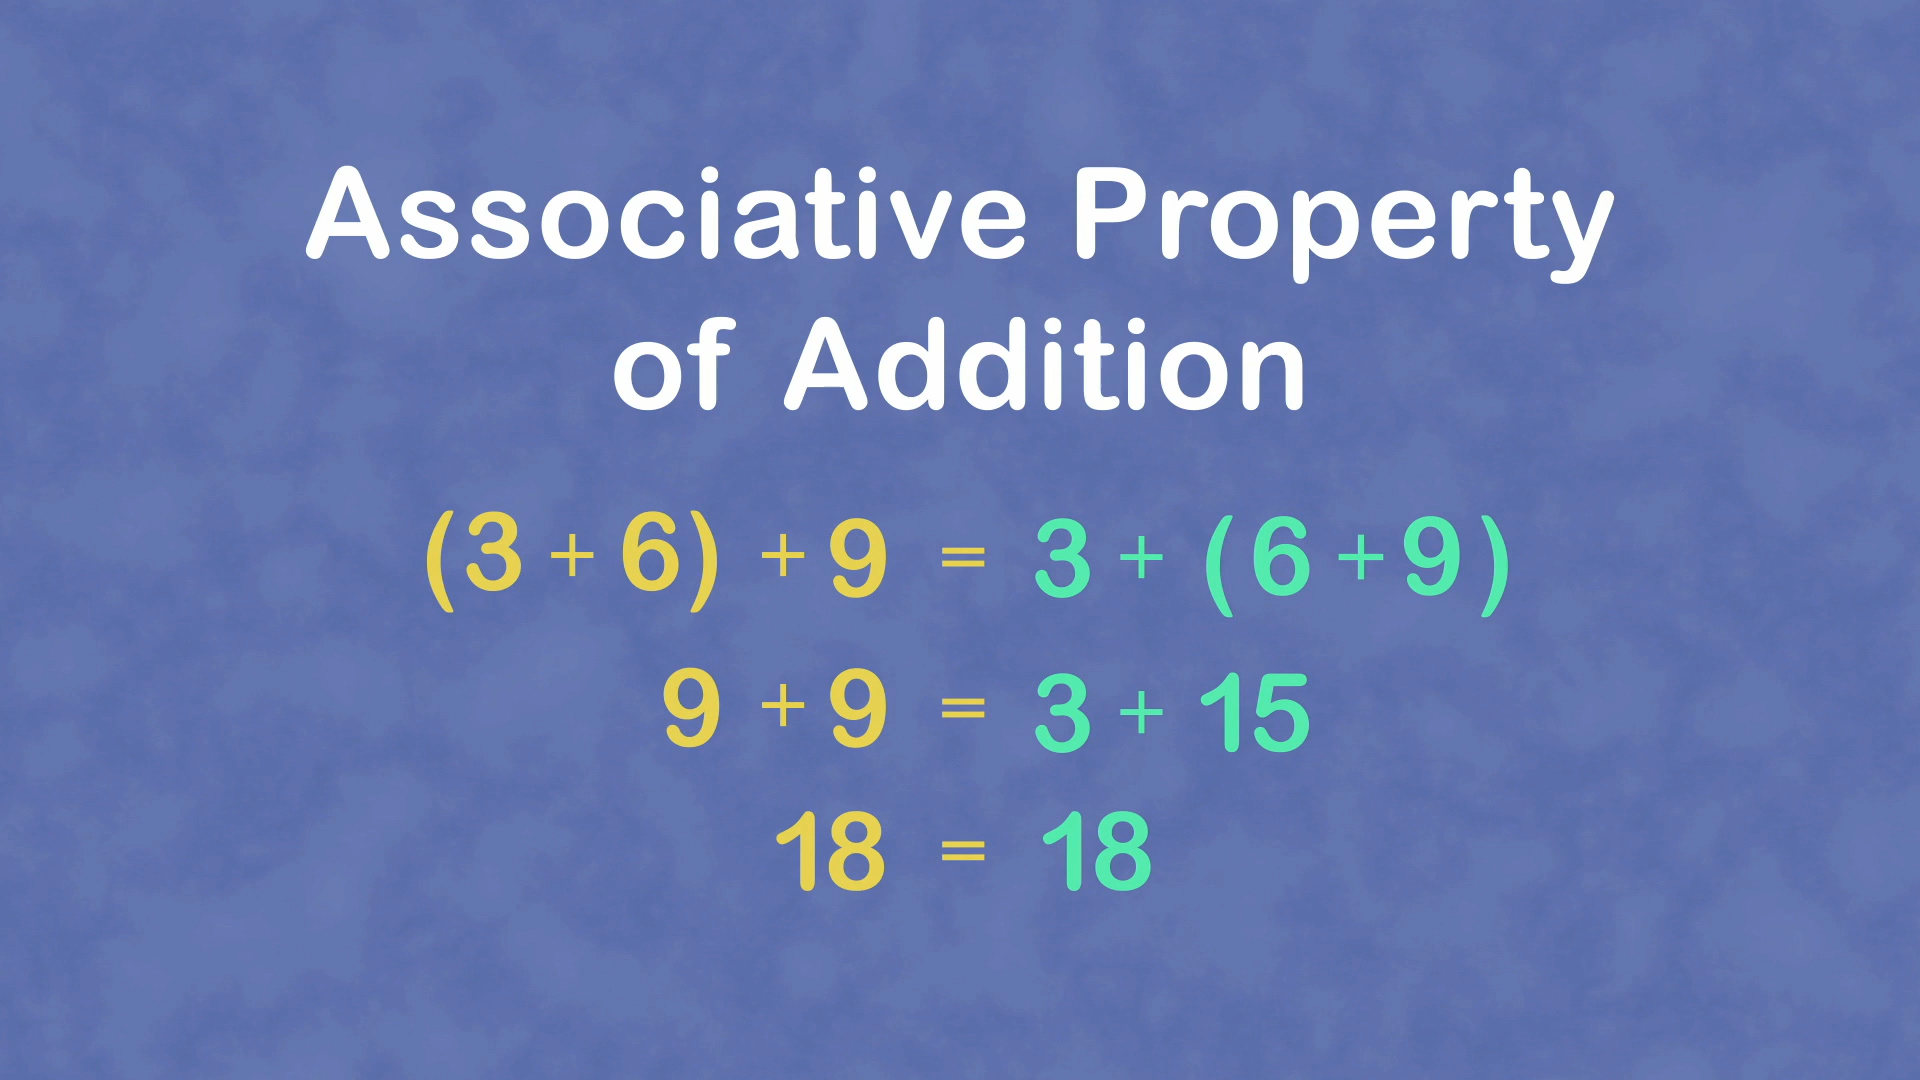 Associative Property
of Addition
(3 + 6) + 9 = 3 + (6 + 9)
9 + 9 = 3 + 15
18 = 18